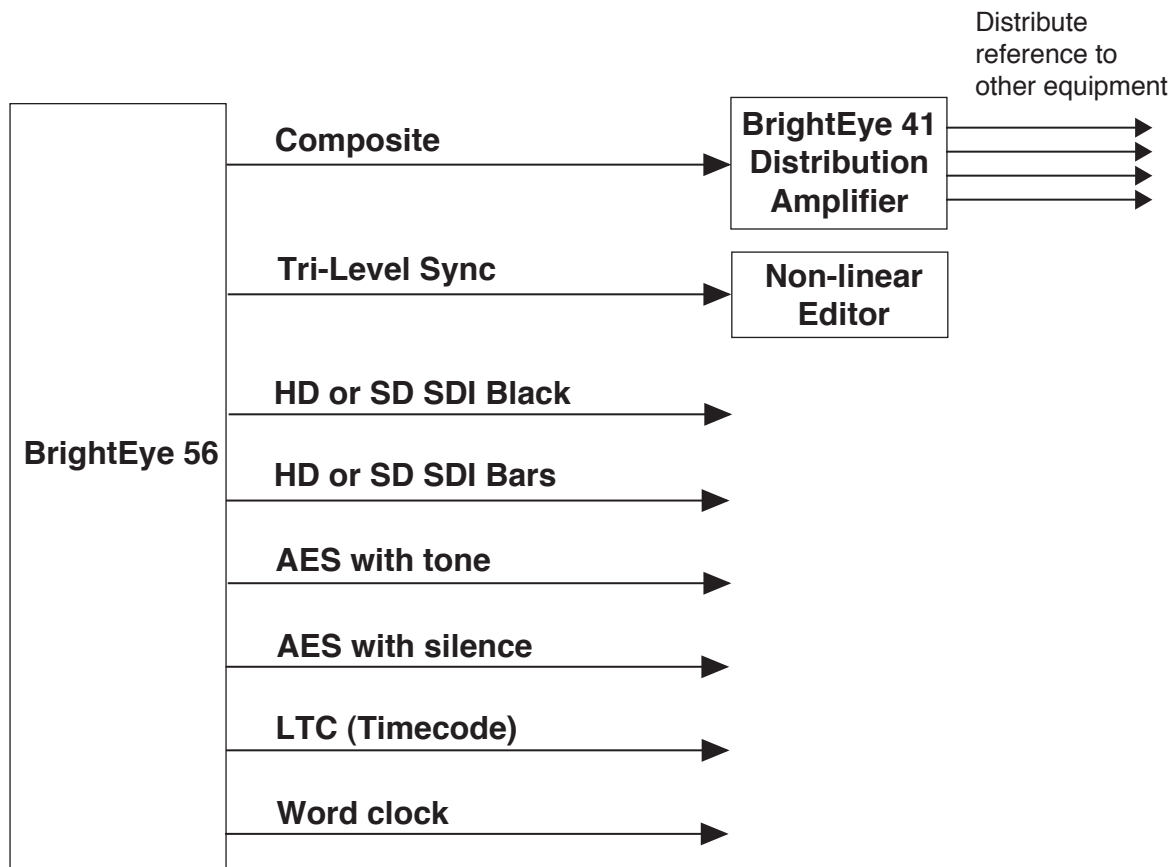 Distribute
reference to
other equipment
BrightEye 56
Composite
BrightEye 41
Distribution
Amplifier
Tri-Level Sync
Non-linear
Editor
HD or SD SDI Black
HD or SD SDI Bars
AES with tone
AES with silence
LTC (Timecode)
Word clock